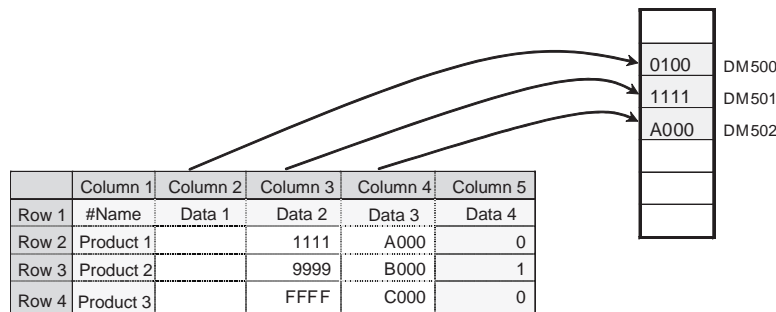 0100 DM500
1111 DM501
A000 DM502
Column 1 Column 2 Column 3 Column 4 Column 5
Row 1 #Name Data 1 Data 2 Data 3 Data 4
Row 2 Product 1 1111 A000 0
Row 3 Product 2 9999 B000 1
Row 4 Product 3 FFFF C000 0